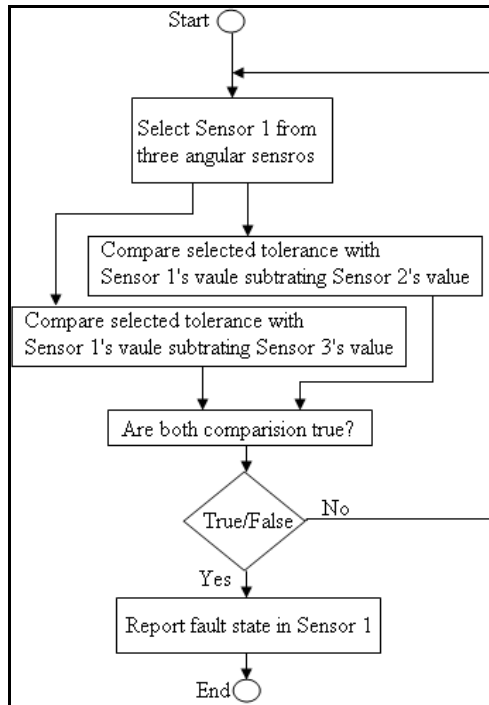 Start
Select Sensor 1 from
three angular sensros
Compare selected tolerance with
Sensor 1's vaule subtrating Sensor 2's value
Compare selected tolerance with
Sensor 1's vaule subtrating Sensor 3's value
Are both comparision true?
True/False
No
Yes
Report fault state in Sensor 1
End